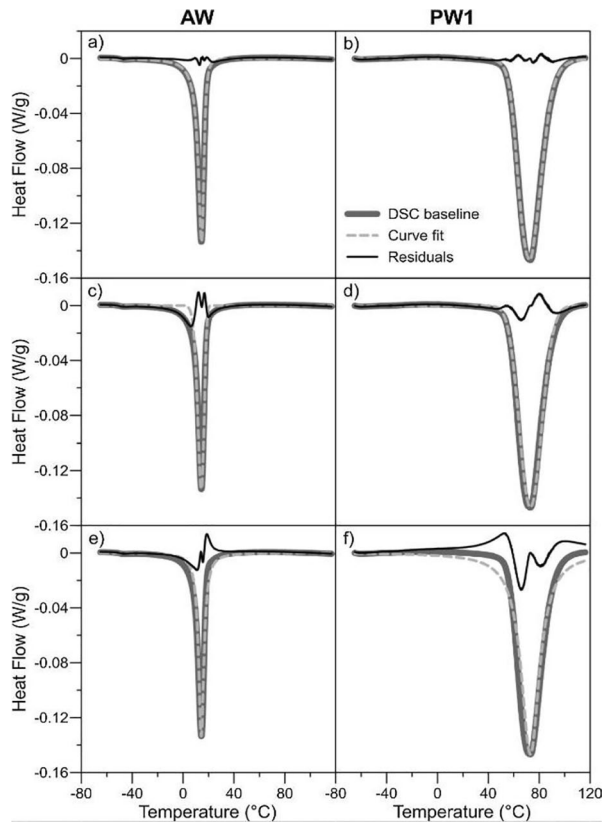 AW PW1
a) b)
0
-0.04
-0.08
-0.12
-0.16
Heat Flow (W/g)
DSC baseline
Curve fit
Residuals
c) d)
0
-0.04
-0.08
-0.12
-0.16
Heat Flow (W/g)
e) f)
0
-0.04
-0.08
-0.12
-0.16
Heat Flow (W/g)
-80 -40 0 40 -80 -40 0 40 80 120
Temperature (°C) Temperature (°C)